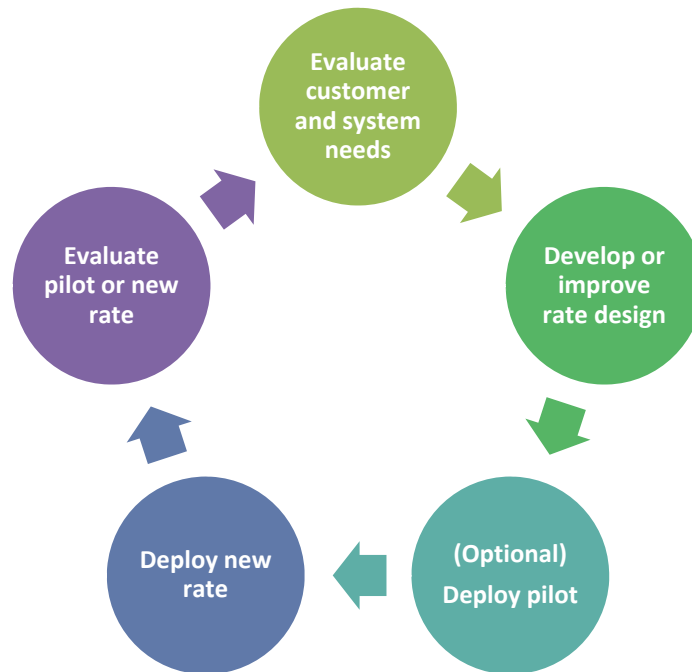 Evaluate
customer
and system
needs
Develop or
improve
rate design
(Optional)
Deploy pilot
Deploy new
rate
Evaluate
pilot or new
rate